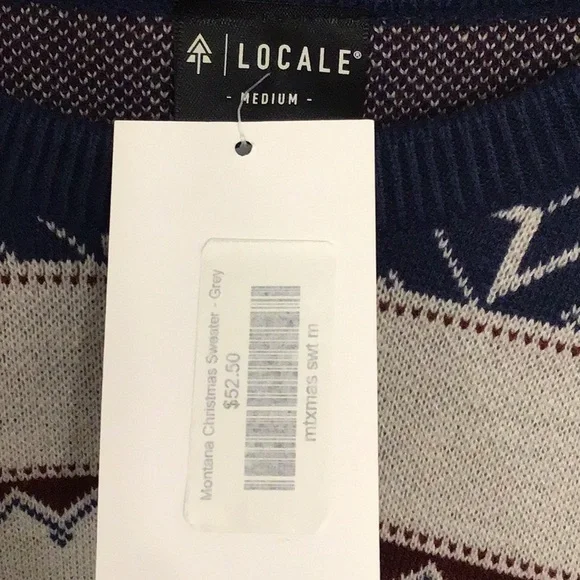 LOCALE®
- MEDIUM -
Montana Christmas Sweater - Grey
$52.50
mtxmas swt m